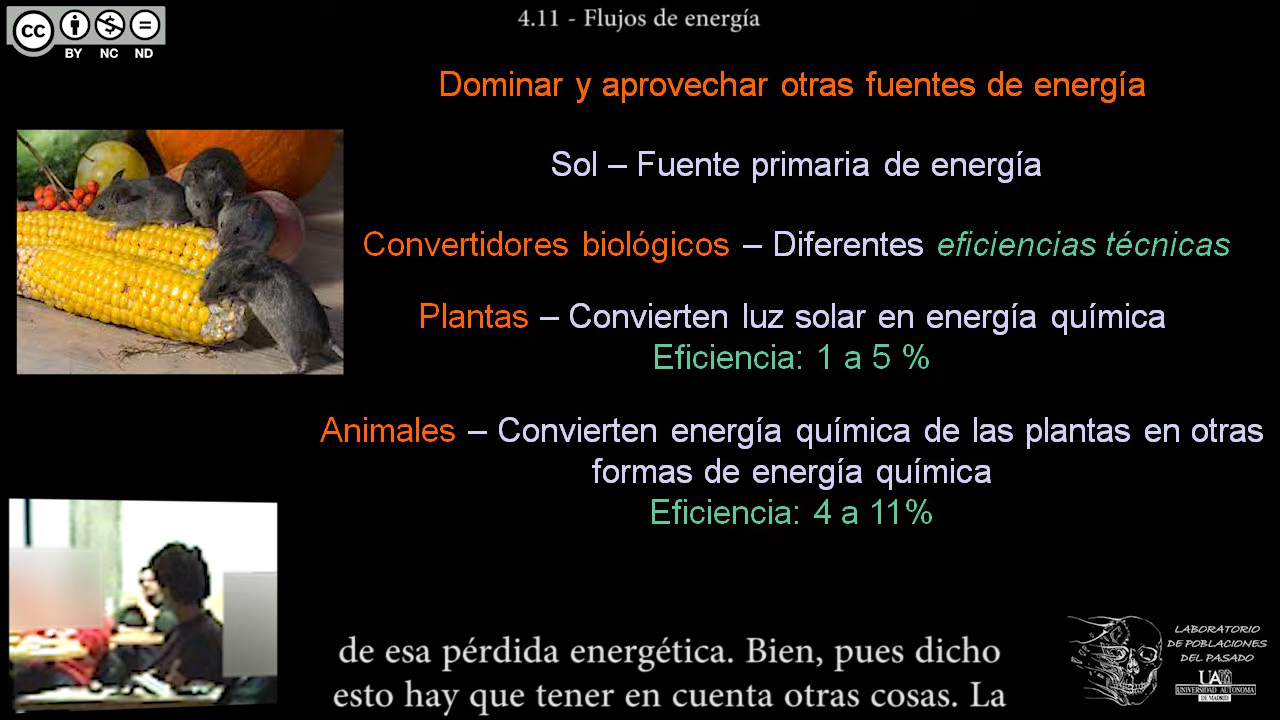 4.11 - Flujos de energía
cc
BY NC ND
Dominar y aprovechar otras fuentes de energía
Sol – Fuente primaria de energía
Convertidores biológicos – Diferentes eficiencias técnicas
Plantas – Convierten luz solar en energía química
Eficiencia: 1 a 5 %
Animales – Convierten energía química de las plantas en otras
formas de energía química
Eficiencia: 4 a 11%
de esa pérdida energética. Bien, pues dicho
esto hay que tener en cuenta otras cosas. La
LABORATORIO
DE POBLACIONES
DEL PASADO
UAM
UNIVERSIDAD AUTONOMA
DE MADRID